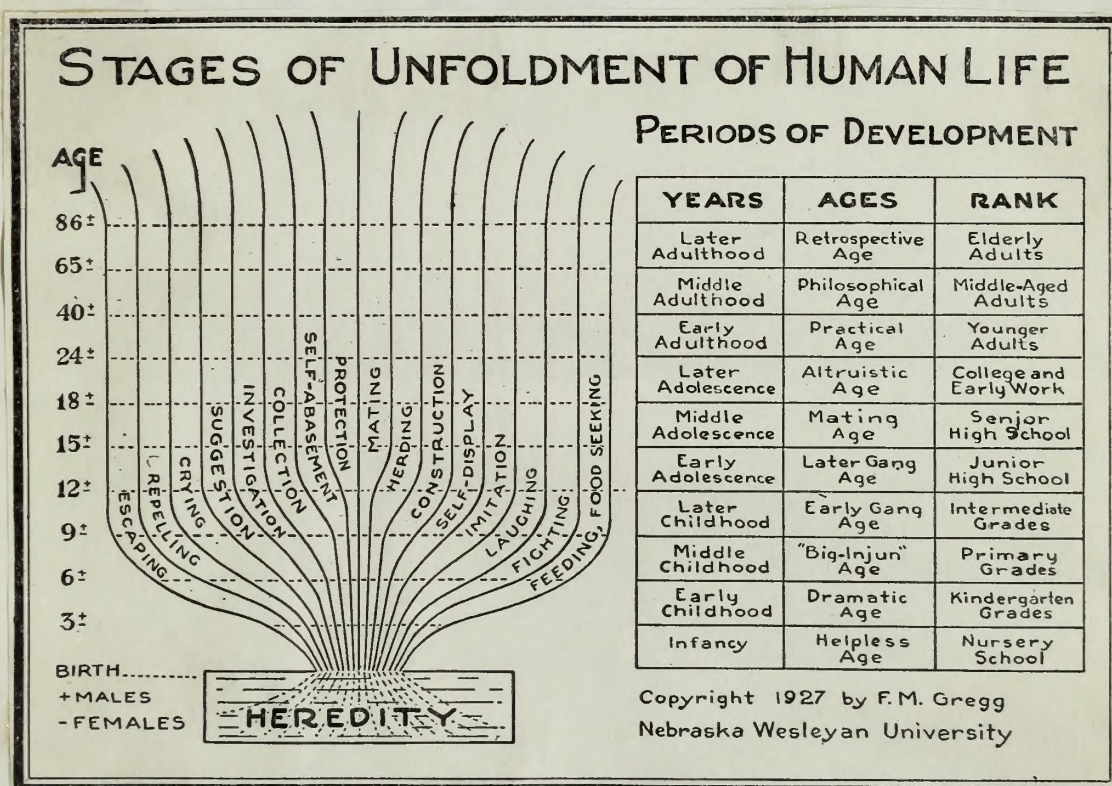 STAGES OF UNFOLDMENT OF HUMAN LIFE
AGE
86±
65±
40±
24±
18±
15±
12±
9±
6±
3±
BIRTH
+MALES
-FEMALES
ESCAPING
REPELLING
CRYING
SUGGESTION
INVESTIGATION
COLLECTION
SELF-ABASEMENT
PROTECTION
MATING
HERDING
CONSTRUCTION
SELF-DISPLAY
IMITATION
LAUGHING
FIGHTING
FEEDING, FOOD SEEKING
HEREDITY
PERIODS OF DEVELOPMENT
YEARS AGES RANK
Later Retrospective Elderly
Adulthood Age Adults
Middle Philosophical Middle-Aged
Adulthood Age Adults
Early Practical Younger
Adulthood Age Adults
Later Altruistic College and
Adolescence Age Early Work
Middle Mating Senior
Adolescence Age High School
Early Later Gang Junior
Adolescence Age High School
Later Early Gang Intermediate
Childhood Age Grades
Middle "Big-Injun" Primary
Childhood Age Grades
Early Dramatic Kindergarten
Childhood Age Grades
Infancy Helpless Nursery
Age School
Copyright 1927 by F.M. Gregg
Nebraska Wesleyan University